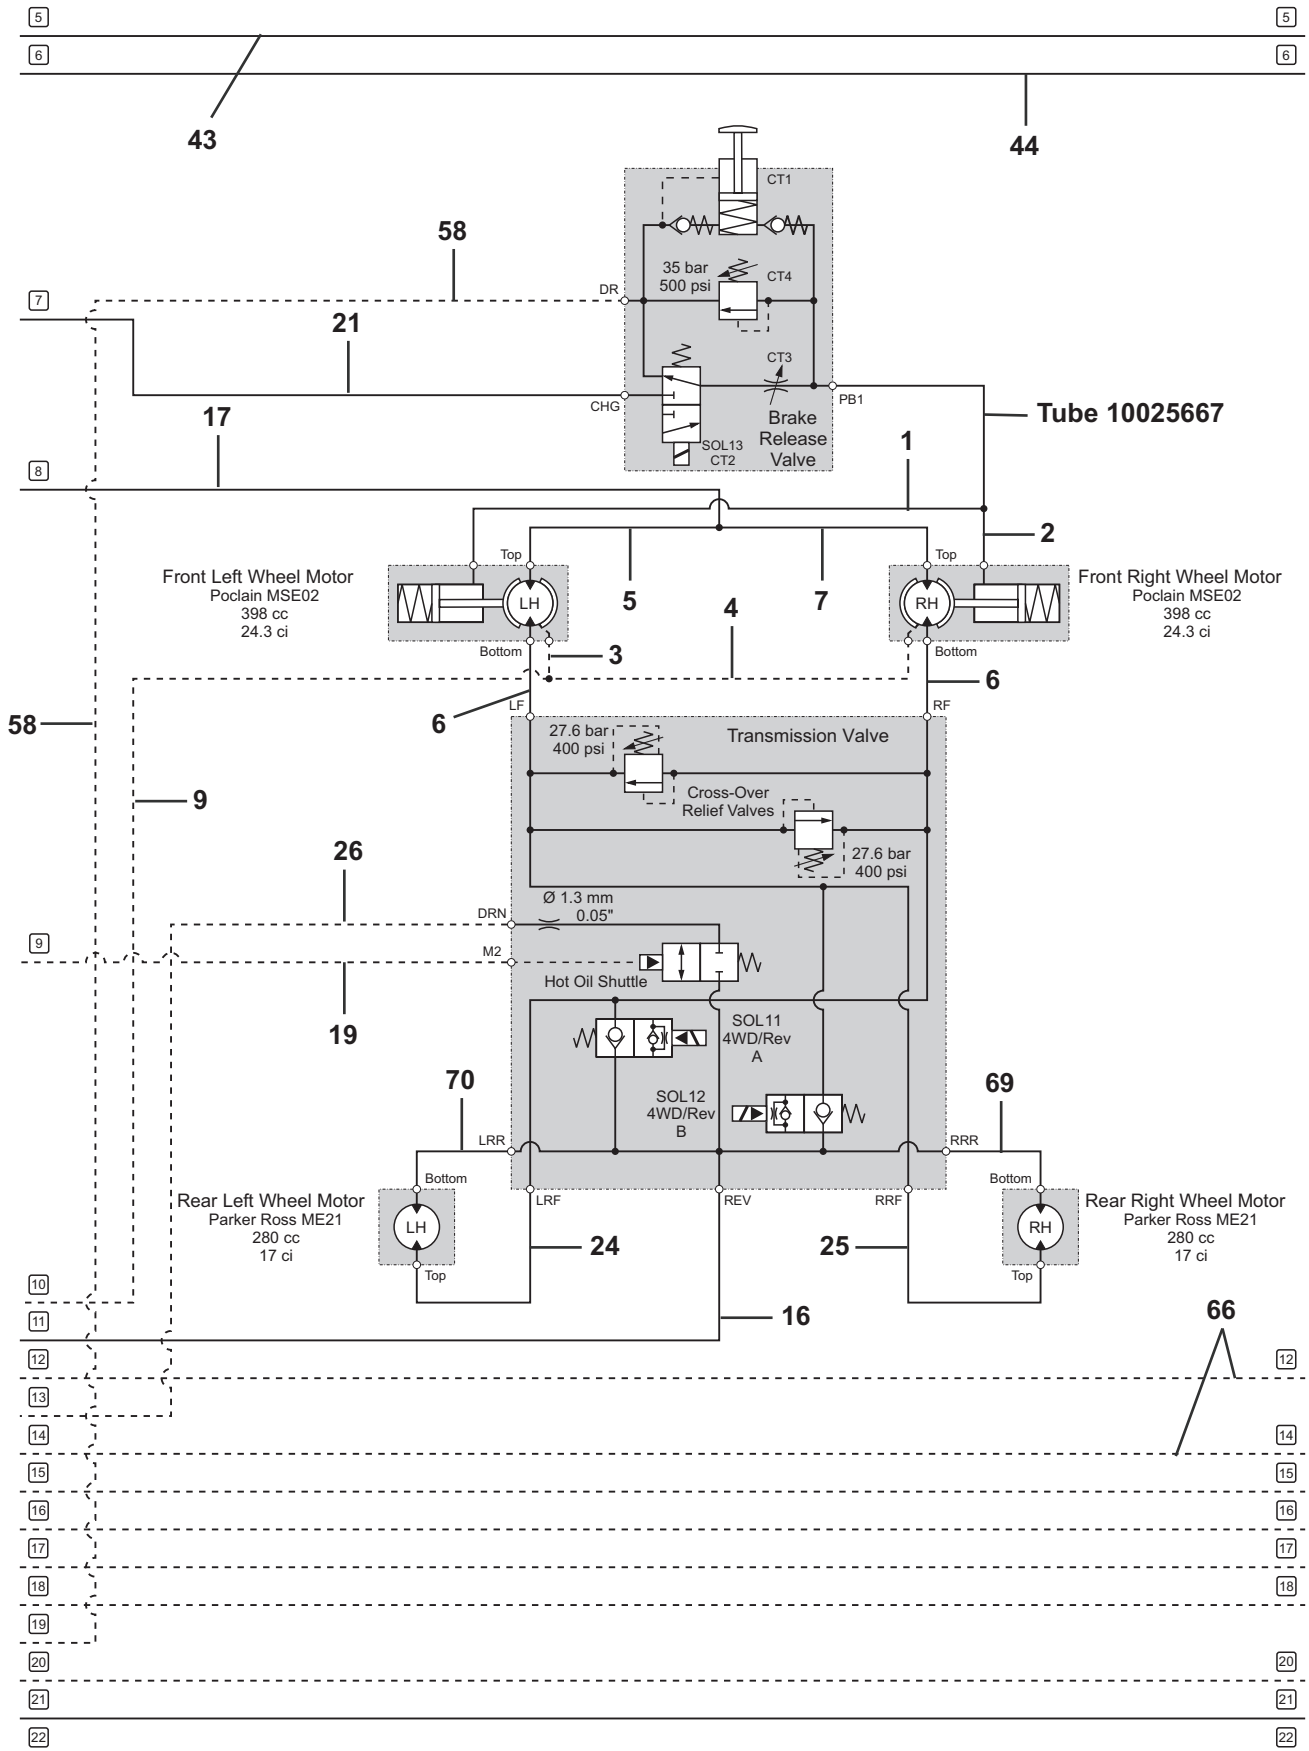 5 5
6 6
43
44
CT1
58
35 bar
500 psi
CT4
DR
7
21
CT3
CHG
PB1
17
Tube 10025667
Brake
Release
Valve
1
SOL13
CT2
8
2
Top
Top
Front Left Wheel Motor
Poclain MSE02
398 cc
24.3 ci
LH
5
7
4
RH
Front Right Wheel Motor
Poclain MSE02
398 cc
24.3 ci
Bottom
3
Bottom
6
6
LF
RF
58
27.6 bar
400 psi
Transmission Valve
9
Cross-Over
Relief Valves
26
27.6 bar
400 psi
Ø 1.3 mm
0.05"
DRN
9
M2
Hot Oil Shuttle
19
SOL11
4WD/Rev
A
70
SOL12
4WD/Rev
B
69
LRR
RRR
Bottom
Bottom
Rear Left Wheel Motor
Parker Ross ME21
280 cc
17 ci
LH
LRF
REV
RRF
RH
Rear Right Wheel Motor
Parker Ross ME21
280 cc
17 ci
24
25
Top
Top
10
16
66
11
12 12
13
14 14
15 15
16 16
17 17
18 18
19
20 20
21 21
22 22